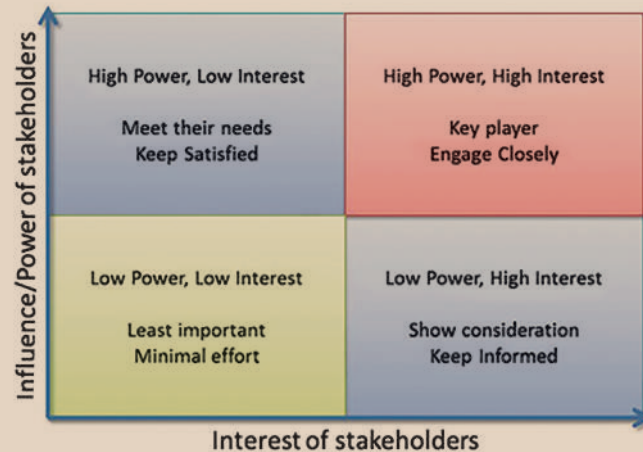 Influence/Power of stakeholders
High Power, Low Interest
Meet their needs
Keep Satisfied
High Power, High Interest
Key player
Engage Closely
Low Power, Low Interest
Least important
Minimal effort
Low Power, High Interest
Show consideration
Keep Informed
Interest of stakeholders